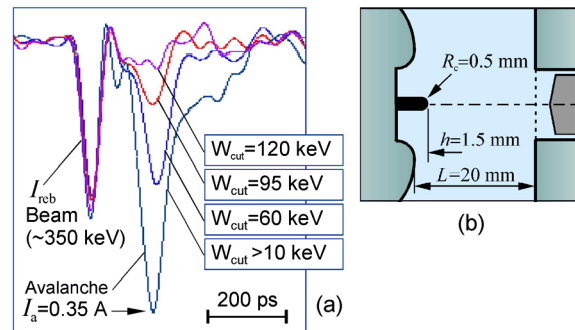 I_reb
Beam
(~350 keV)
Avalanche
I_a=0.35 A
W_cut=120 keV
W_cut=95 keV
W_cut=60 keV
W_cut>10 keV
200 ps
(a)
R_c=0.5 mm
h=1.5 mm
L=20 mm
(b)